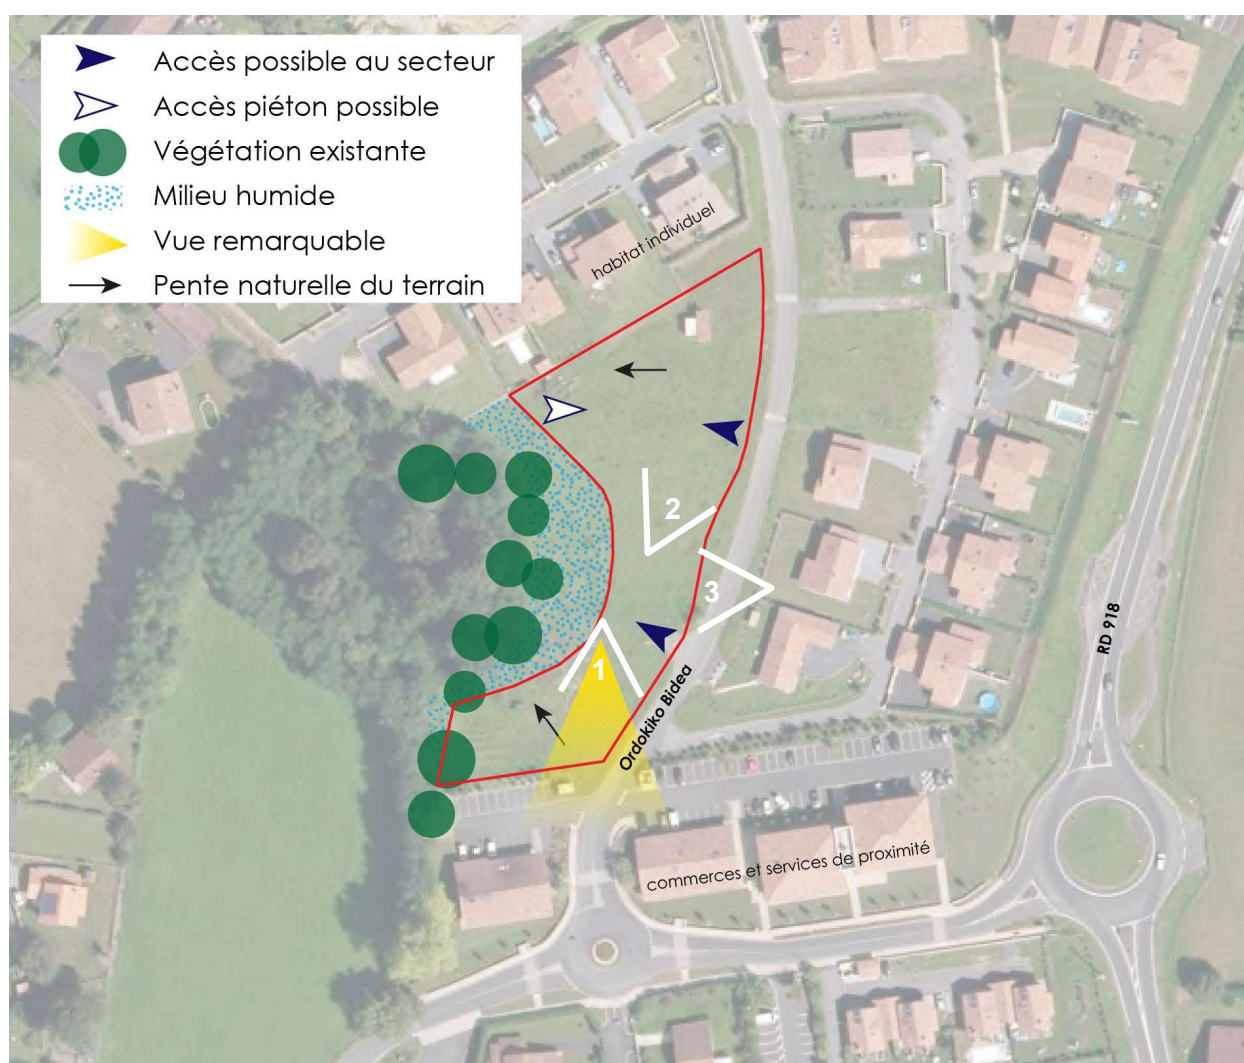 Accès possible au secteur
Accès piéton possible
Végétation existante
Milieu humide
Vue remarquable
Pente naturelle du terrain
habitat individuel
2
3
1
RD 918
Ordokiko Bidea
commerces et services de proximité